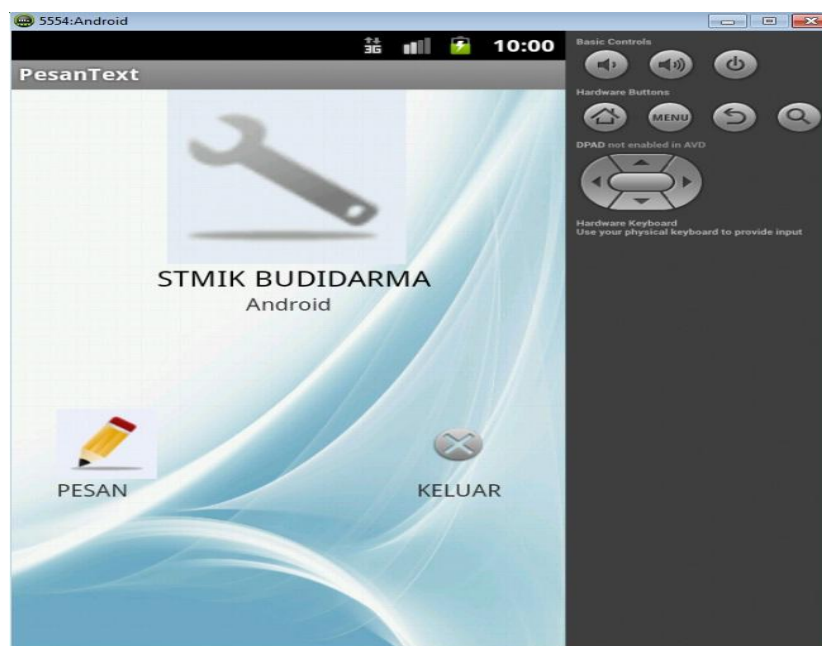 5554:Android
3G 10:00
PesanText
STMIK BUDIDARMA
Android
PESAN
KELUAR
Basic Controls
Hardware Buttons
MENU
DPAD not enabled in AVD
Hardware Keyboard
Use your physical keyboard to provide input